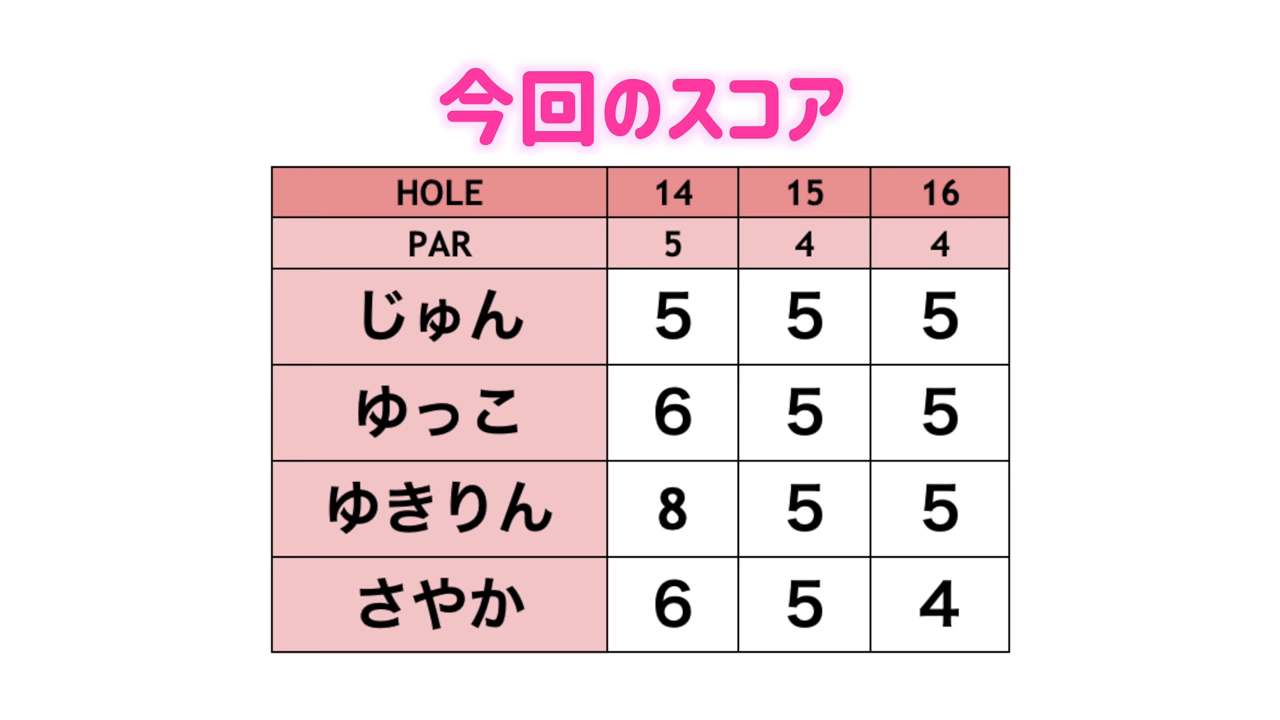 今回のスコア
HOLE 14 15 16
PAR 5 4 4
じゅん 5 5 5
ゆっこ 6 5 5
ゆきりん 8 5 5
さやか 6 5 4